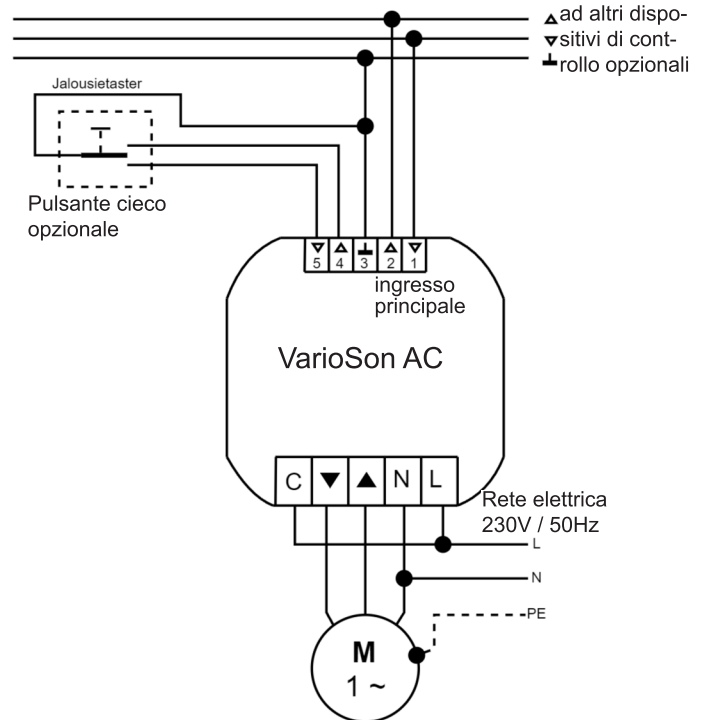 ad altri dispo-
sitivi di cont-
rollo opzionali
Jalousietaster
Pulsante cieco
opzionale
5 4 3 2 1
ingresso
principale
VarioSon AC
C N L
Rete elettrica
230V / 50Hz
L
N
PE
M
1 ~